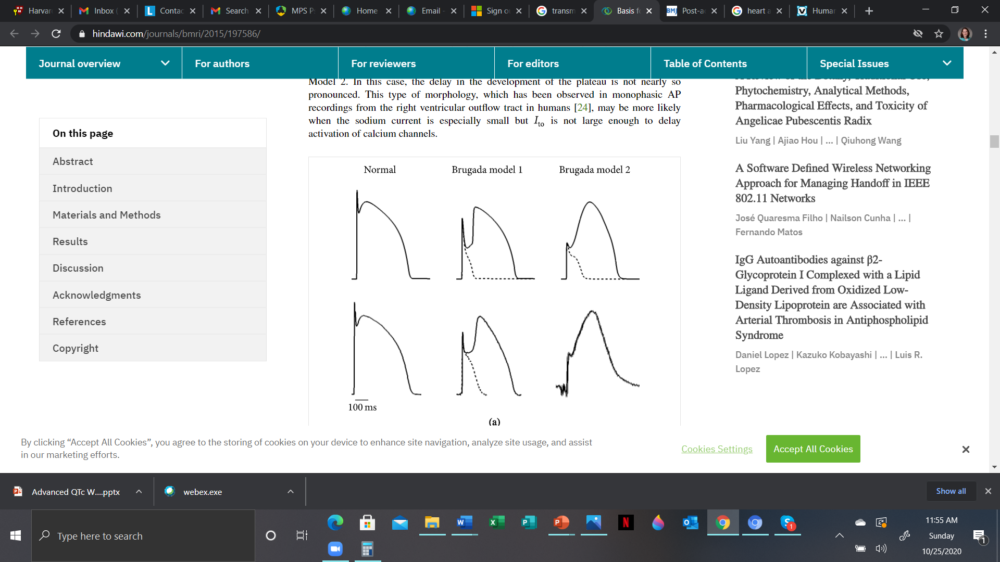 Harvar
Inbox (
Contac
Search
MPS P
Home
Email -
Sign o
transm
Basis f
Post-a
heart a
Human
hindawi.com/journals/bmri/2015/197586/
Journal overview
For authors
For reviewers
For editors
Table of Contents
Special Issues
Model 2. In this case, the delay in the development of the plateau is not nearly so
pronounced. This type of morphology, which has been observed in monophasic AP
recordings from the right ventricular outflow tract in humans [24], may be more likely
when the sodium current is especially small but Ito is not large enough to delay
activation of calcium channels.
On this page
Abstract
Introduction
Materials and Methods
Results
Discussion
Acknowledgments
References
Copyright
Normal
Brugada model 1
Brugada model 2
100 ms
(a)
Phytochemistry, Analytical Methods,
Pharmacological Effects, and Toxicity of
Angelicae Pubescentis Radix
Liu Yang | Ajiao Hou | ... | Qiuhong Wang
A Software Defined Wireless Networking
Approach for Managing Handoff in IEEE
802.11 Networks
José Quaresma Filho | Nailson Cunha | ... |
Fernando Matos
IgG Autoantibodies against β2-
Glycoprotein I Complexed with a Lipid
Ligand Derived from Oxidized Low-
Density Lipoprotein are Associated with
Arterial Thrombosis in Antiphospholipid
Syndrome
Daniel Lopez | Kazuko Kobayashi | ... | Luis R.
Lopez
By clicking “Accept All Cookies”, you agree to the storing of cookies on your device to enhance site navigation, analyze site usage, and assist
in our marketing efforts.
Cookies Settings
Accept All Cookies
Advanced QTc W....pptx
webex.exe
Show all
Type here to search
11:55 AM
Sunday
10/25/2020
1
1